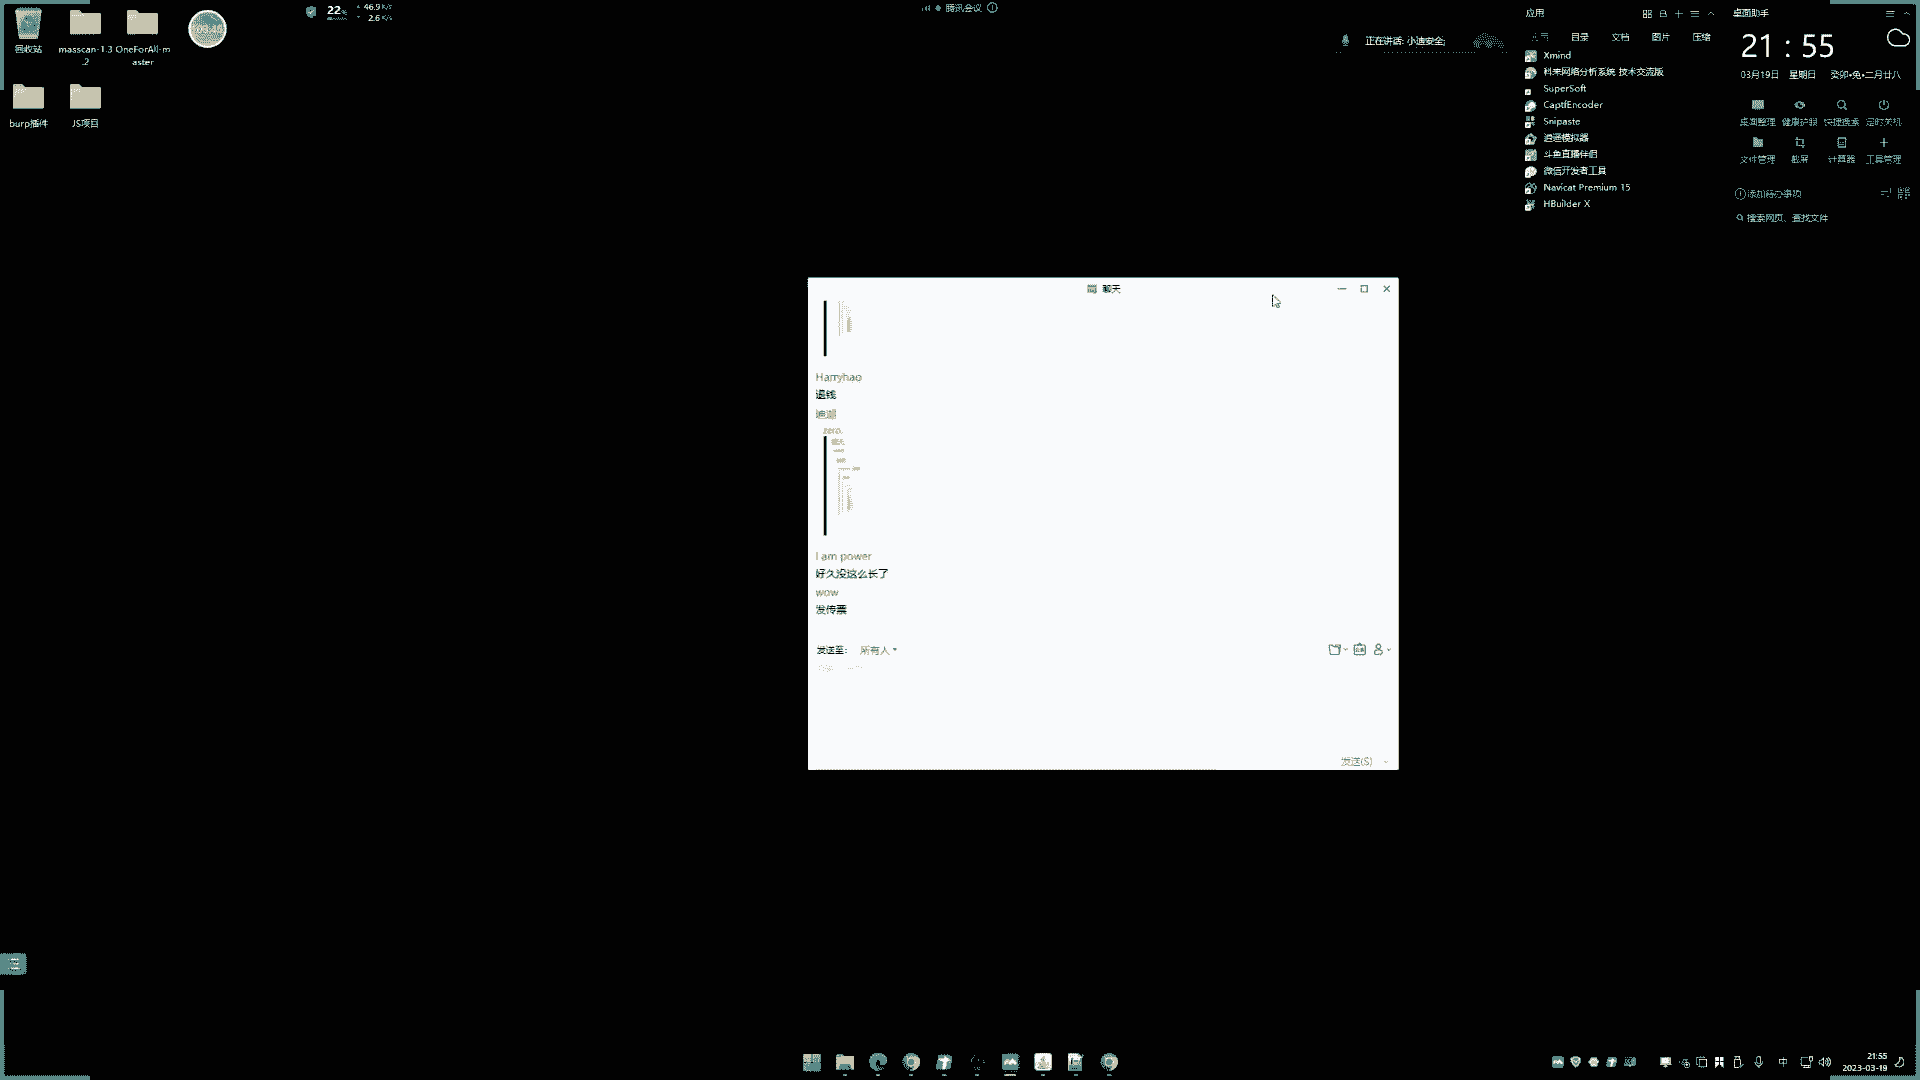 回收站
masscan-1.3.2
OneForAll-master
burp插件
JS项目
22%
46.9K/s
2.6K/s
腾讯会议
正在讲话: 小迪安全;
应用
目录
文档
图片
压缩
Xmind
科来网络分析系统 技术交流版
SuperSoft
CaptfEncoder
Snipaste
逍遥模拟器
斗鱼直播伴侣
微信开发者工具
Navicat Premium 15
HBuilder X
桌面助手
21 : 55
03月19日 星期日 癸卯•兔•二月廿八
桌面整理 健康护眼 快捷搜索 定时关机
文件管理 截屏 计算器 工具管理
添加待办事项
搜索网页、查找文件
聊天
Harryhao
退钱
zero.
I am power
好久没这么长了
wow
发传票
发送至: 所有人
发送(S)
中
21:55
2023-03-19